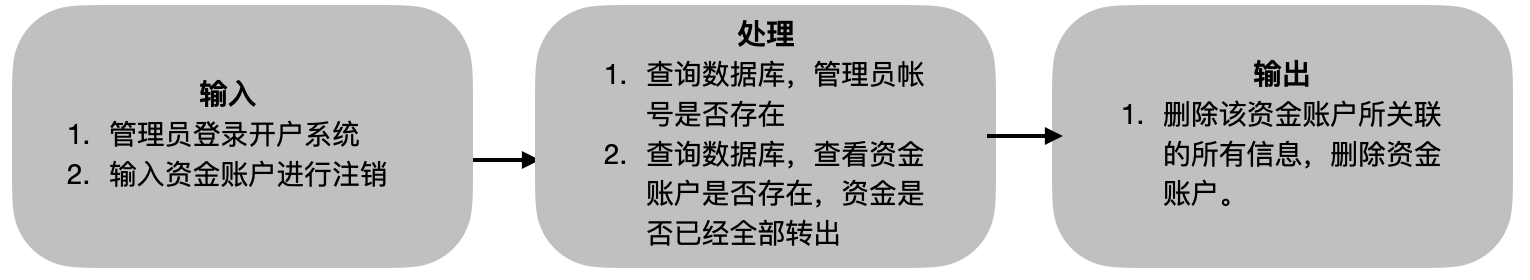 输入
1. 管理员登录开户系统
2. 输入资金账户进行注销
处理
1. 查询数据库，管理员帐
号是否存在
2. 查询数据库，查看资金
账户是否存在，资金是
否已经全部转出
输出
1. 删除该资金账户所关联
的所有信息，删除资金
账户。